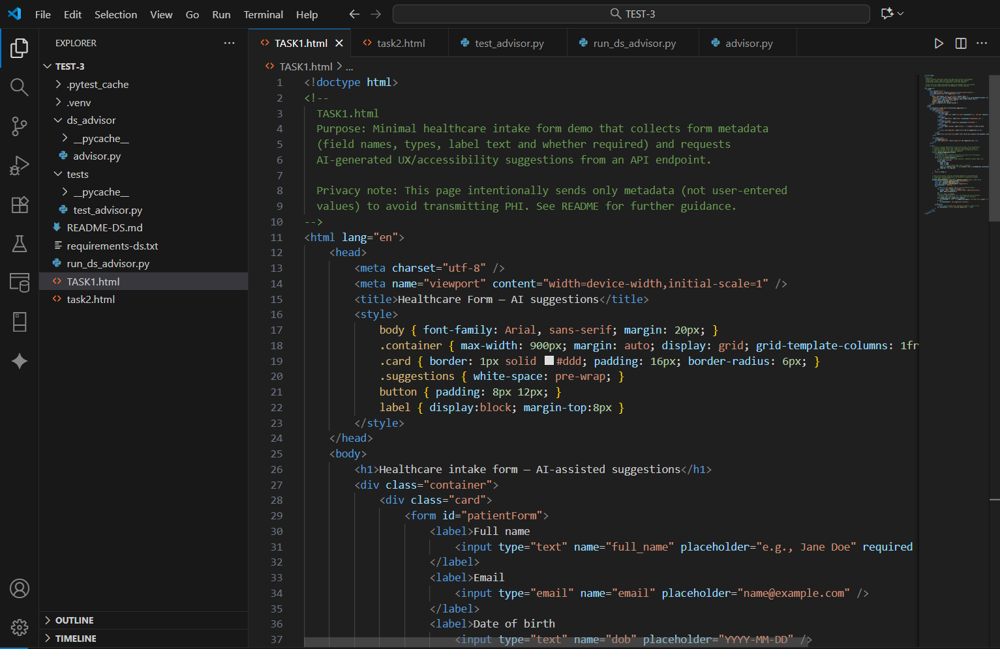 File Edit Selection View Go Run Terminal Help
TEST-3
EXPLORER
TEST-3
.pytest_cache
.venv
ds_advisor
__pycache__
advisor.py
tests
__pycache__
test_advisor.py
README-DS.md
requirements-ds.txt
run_ds_advisor.py
TASK1.html
task2.html
OUTLINE
TIMELINE
TASK1.html task2.html test_advisor.py run_ds_advisor.py advisor.py
TASK1.html > ...
1 <!doctype html>
2 <!--
3 TASK1.html
4 Purpose: Minimal healthcare intake form demo that collects form metadata
5 (field names, types, label text and whether required) and requests
6 AI-generated UX/accessibility suggestions from an API endpoint.
7
8 Privacy note: This page intentionally sends only metadata (not user-entered
9 values) to avoid transmitting PHI. See README for further guidance.
10 -->
11 <html lang="en">
12 <head>
13 <meta charset="utf-8" />
14 <meta name="viewport" content="width=device-width,initial-scale=1" />
15 <title>Healthcare Form — AI suggestions</title>
16 <style>
17 body { font-family: Arial, sans-serif; margin: 20px; }
18 .container { max-width: 900px; margin: auto; display: grid; grid-template-columns: 1fr
19 .card { border: 1px solid #ddd; padding: 16px; border-radius: 6px; }
20 .suggestions { white-space: pre-wrap; }
21 button { padding: 8px 12px; }
22 label { display:block; margin-top:8px }
23 </style>
24 </head>
25 <body>
26 <h1>Healthcare intake form — AI-assisted suggestions</h1>
27 <div class="container">
28 <div class="card">
29 <form id="patientForm">
30 <label>Full name
31 <input type="text" name="full_name" placeholder="e.g., Jane Doe" required
32 </label>
33 <label>Email
34 <input type="email" name="email" placeholder="name@example.com" />
35 </label>
36 <label>Date of birth
37 <input type="text" name="dob" placeholder="YYYY-MM-DD" />